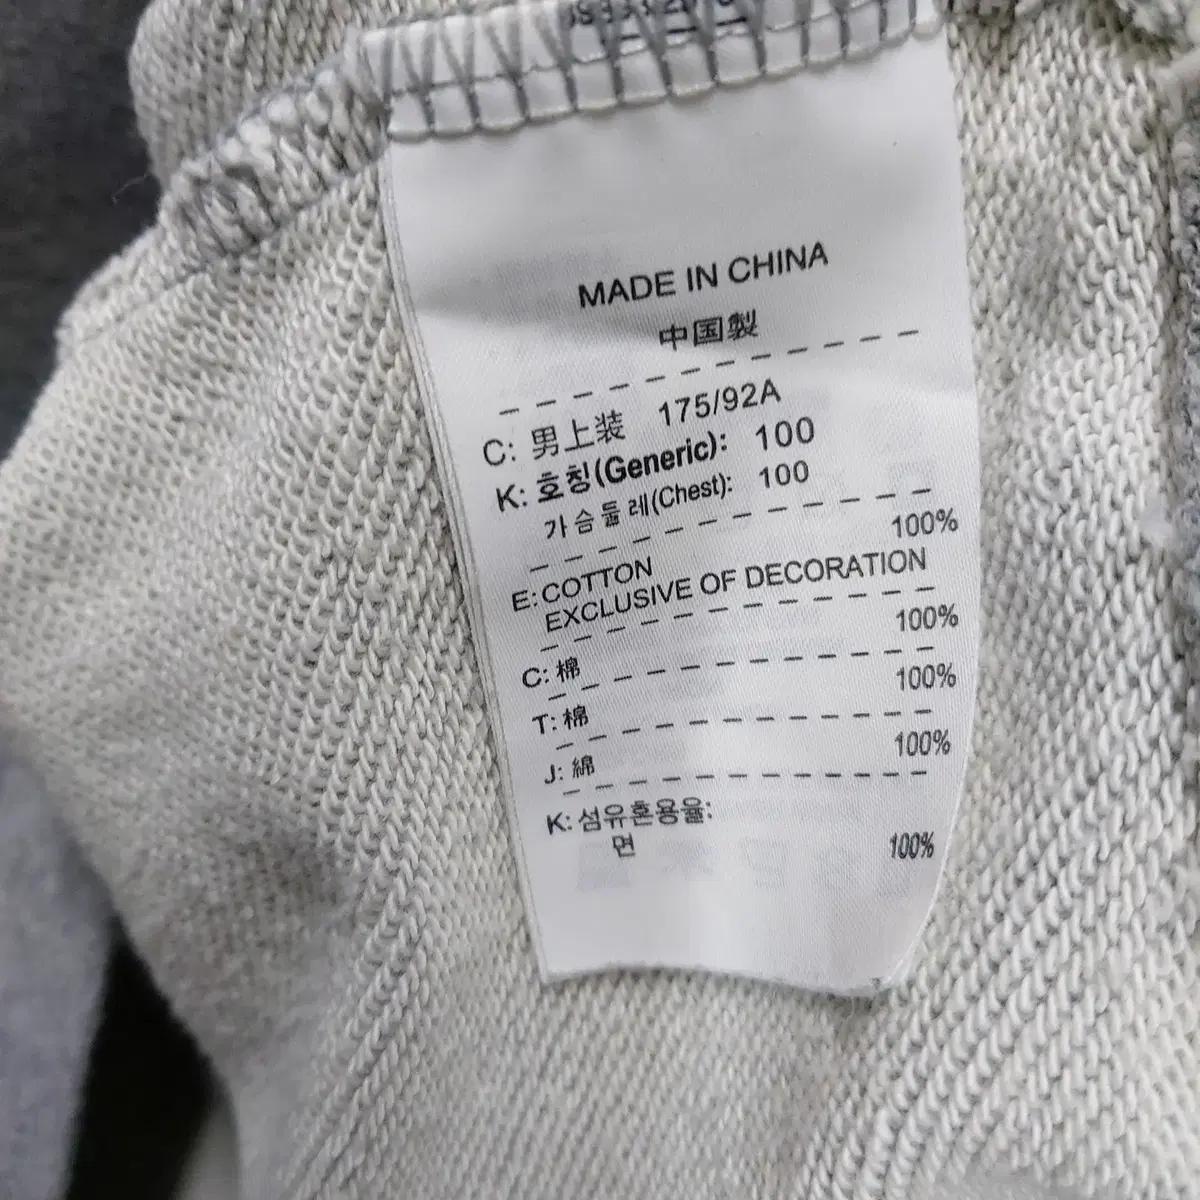 MADE IN CHINA
中国製
C: 男上装 175/92A
K: 호칭(Generic): 100
가슴둘레(Chest): 100
E: COTTON 100%
EXCLUSIVE OF DECORATION
C: 棉 100%
T: 棉 100%
J: 綿 100%
K: 섬유혼용율:
면 100%